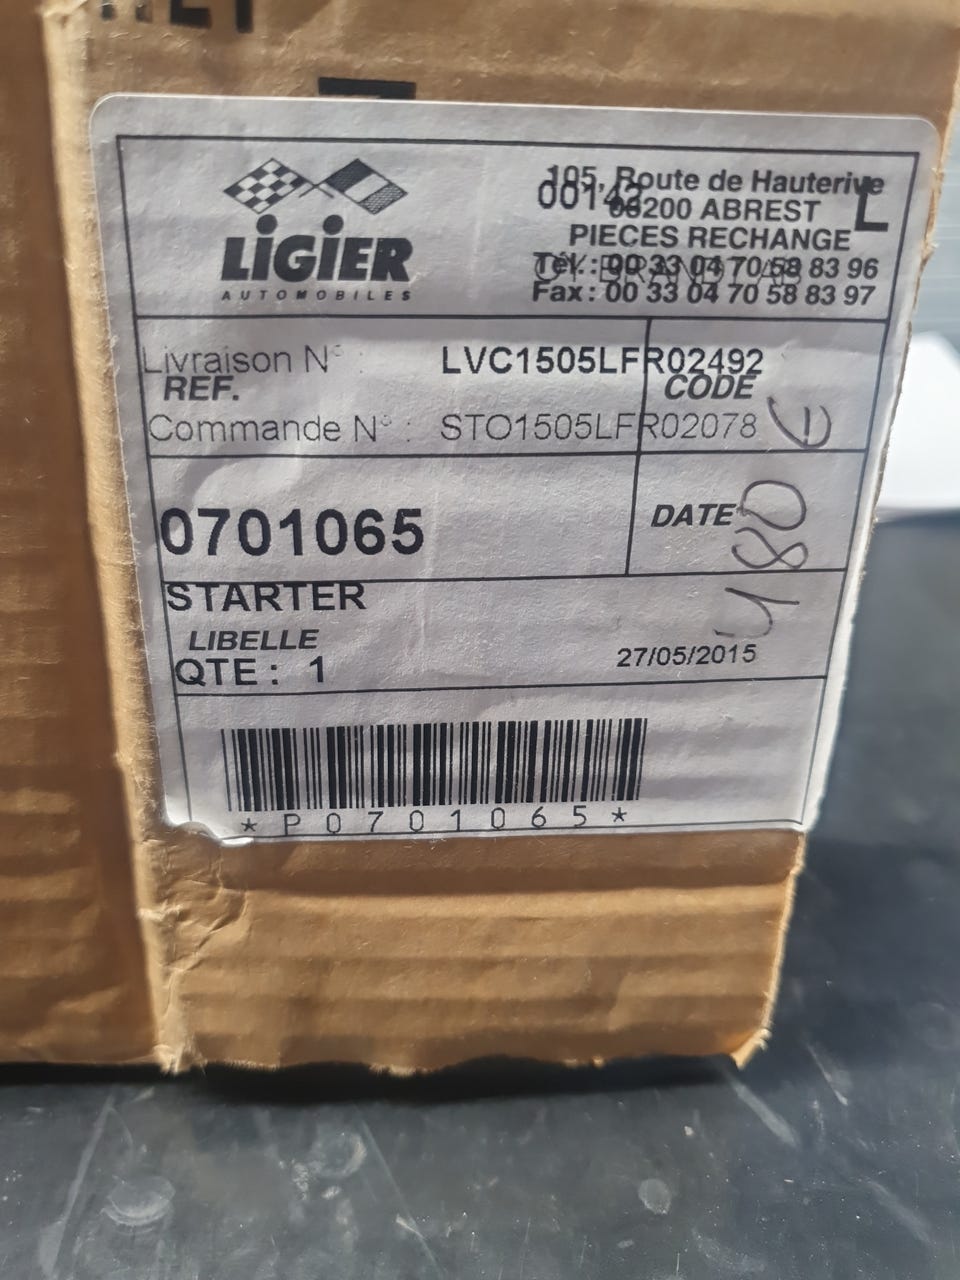 LIGIER
AUTOMOBILES
105, Route de Hauterive
00142 L
03200 ABREST
PIECES RECHANGE
Tél.: 00 33 04 70 58 83 96
Fax: 00 33 04 70 58 83 97
Livraison N° : LVC1505LFR02492
REF. CODE
Commande N° : STO1505LFR02078
0701065
DATE
480 €
STARTER
LIBELLE
27/05/2015
QTE : 1
*P0701065*